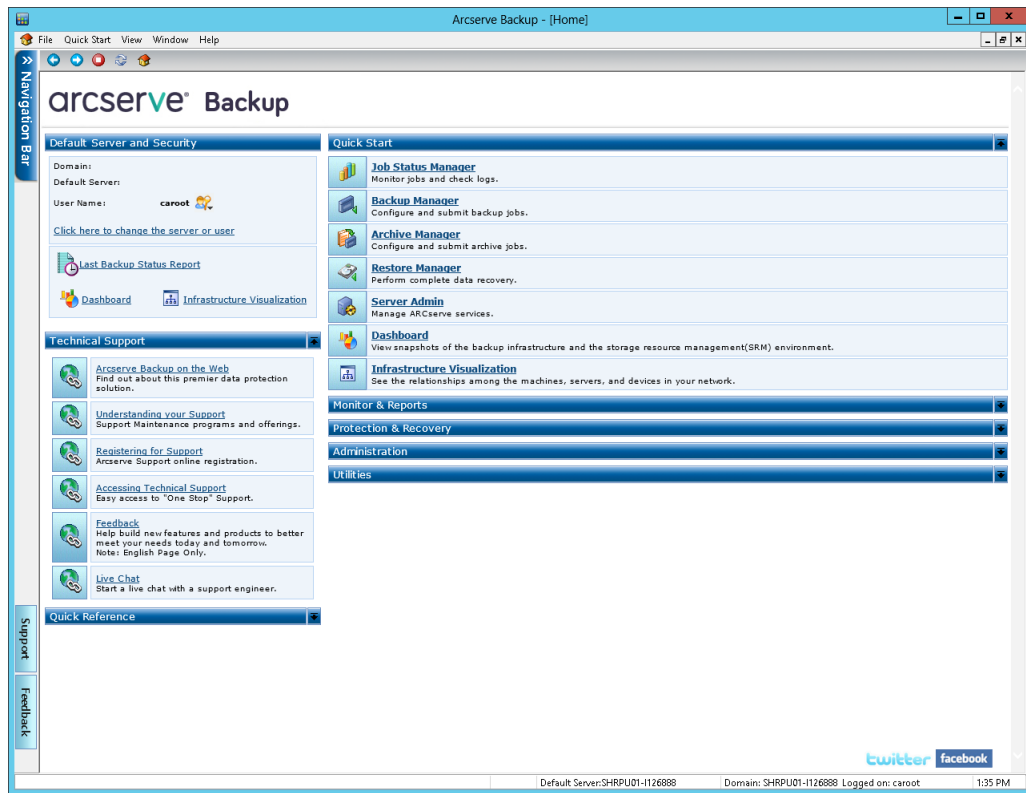 Arcserve Backup - [Home]
File Quick Start View Window Help
Navigation Bar
arcserve® Backup
Default Server and Security
Domain:
Default Server:
User Name: caroot
Click here to change the server or user
Last Backup Status Report
Dashboard Infrastructure Visualization
Technical Support
Arcserve Backup on the Web
Find out about this premier data protection
solution.
Understanding your Support
Support Maintenance programs and offerings.
Registering for Support
Arcserve Support online registration.
Accessing Technical Support
Easy access to "One Stop" Support.
Feedback
Help build new features and products to better
meet your needs today and tomorrow.
Note: English Page Only.
Live Chat
Start a live chat with a support engineer.
Quick Reference
Quick Start
Job Status Manager
Monitor jobs and check logs.
Backup Manager
Configure and submit backup jobs.
Archive Manager
Configure and submit archive jobs.
Restore Manager
Perform complete data recovery.
Server Admin
Manage ARCserve services.
Dashboard
View snapshots of the backup infrastructure and the storage resource management(SRM) environment.
Infrastructure Visualization
See the relationships among the machines, servers, and devices in your network.
Monitor & Reports
Protection & Recovery
Administration
Utilities
Support
Feedback
twitter facebook
Default Server:SHRPU01-I126888 Domain: SHRPU01-I126888 Logged on: caroot 1:35 PM